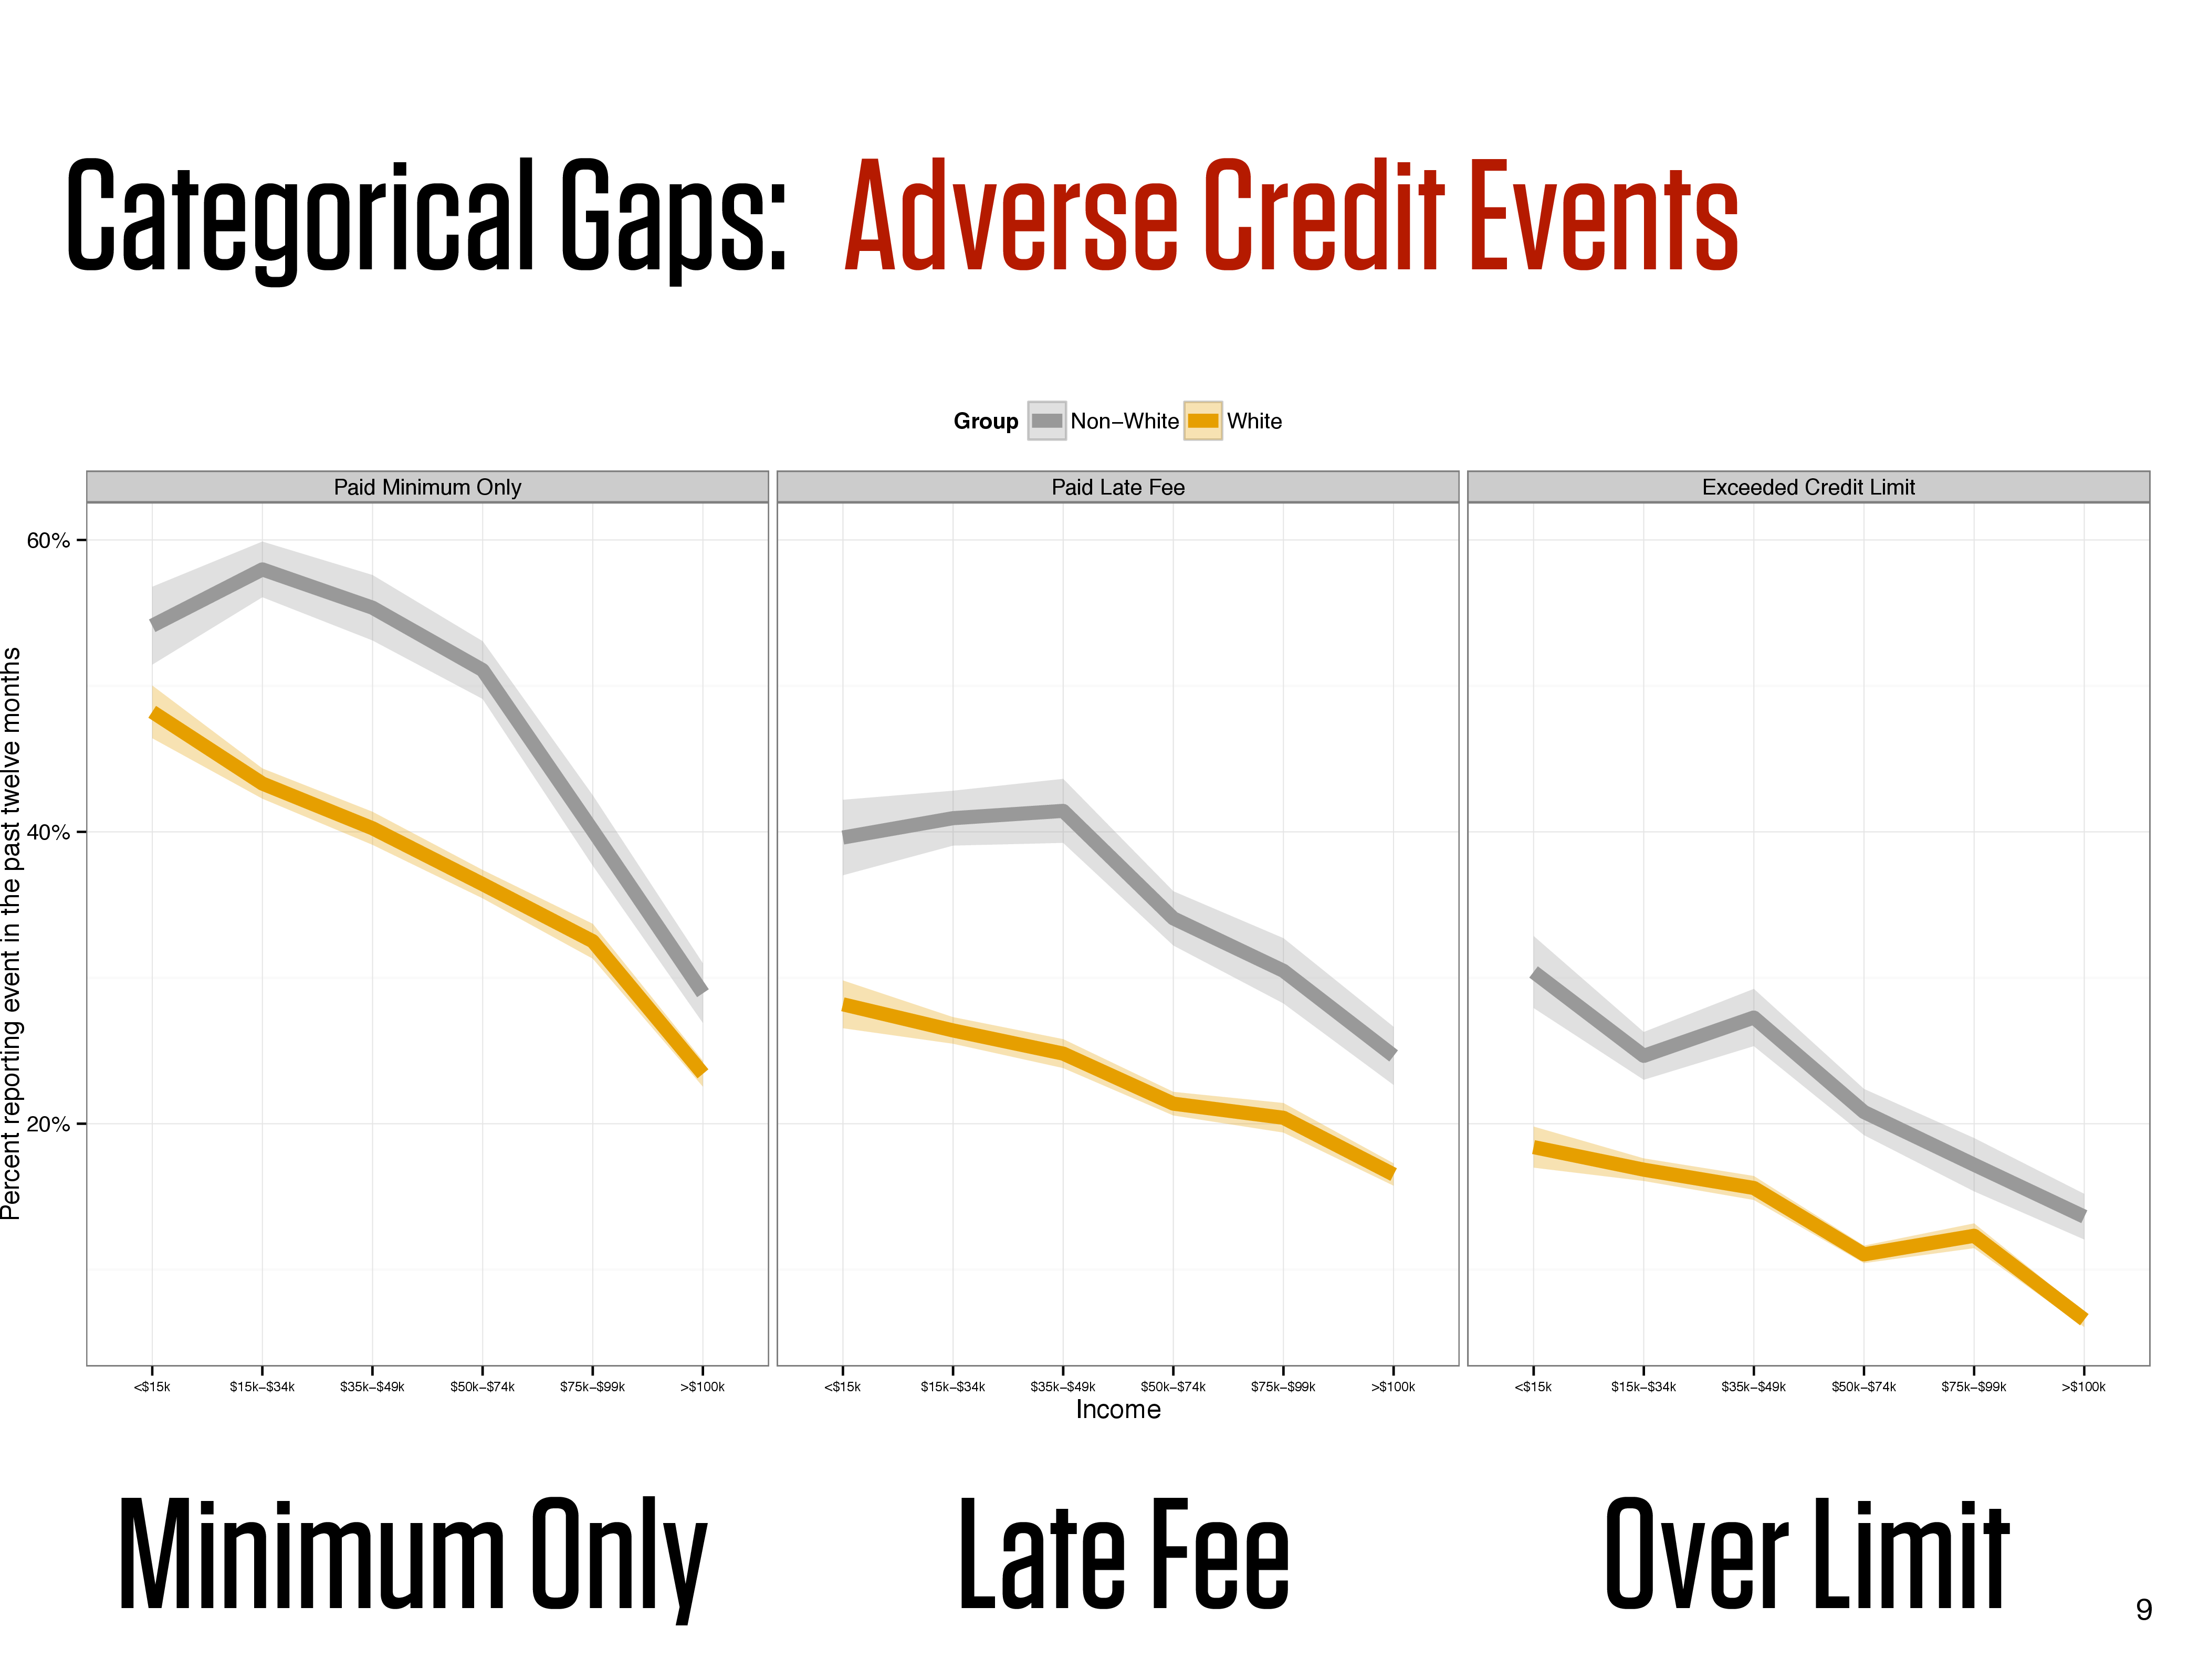 Categorical Gaps: Adverse Credit Events
Group Non−White White
Paid Minimum Only
Paid Late Fee
Exceeded Credit Limit
Percent reporting event in the past twelve months
60%
40%
20%
<$15k $15k−$34k $35k−$49k $50k−$74k $75k−$99k >$100k
<$15k $15k−$34k $35k−$49k $50k−$74k $75k−$99k >$100k
<$15k $15k−$34k $35k−$49k $50k−$74k $75k−$99k >$100k
Income
Minimum Only
Late Fee
Over Limit
9